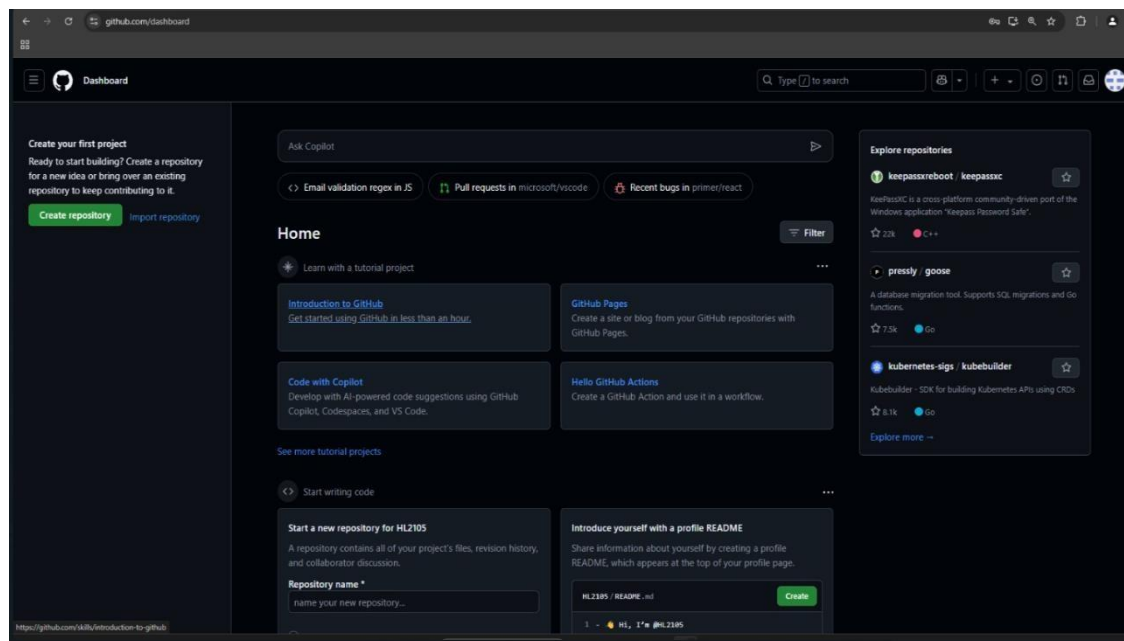 github.com/dashboard
Dashboard
Type / to search
Create your first project
Ready to start building? Create a repository
for a new idea or bring over an existing
repository to keep contributing to it.
Create repository
Import repository
Ask Copilot
Email validation regex in JS
Pull requests in microsoft/vscode
Recent bugs in primer/react
Home
Filter
Learn with a tutorial project
Introduction to GitHub
Get started using GitHub in less than an hour.
GitHub Pages
Create a site or blog from your GitHub repositories with
GitHub Pages.
Code with Copilot
Develop with AI-powered code suggestions using GitHub
Copilot, Codespaces, and VS Code.
Hello GitHub Actions
Create a GitHub Action and use it in a workflow.
See more tutorial projects
Start writing code
Start a new repository for HL2105
A repository contains all of your project's files, revision history,
and collaborator discussion.
Repository name *
name your new repository...
Introduce yourself with a profile README
Share information about yourself by creating a profile
README, which appears at the top of your profile page.
HL2105 / README.md
Create
1 - 👋 Hi, I'm @HL2105
Explore repositories
keepassxreboot / keepassxc
KeePassXC is a cross-platform community-driven port of the
Windows application "Keepass Password Safe".
22k C++
pressly / goose
A database migration tool. Supports SQL migrations and Go
functions.
7.5k Go
kubernetes-sigs / kubebuilder
Kubebuilder - SDK for building Kubernetes APIs using CRDs
8.1k Go
Explore more →
https://github.com/skills/introduction-to-github